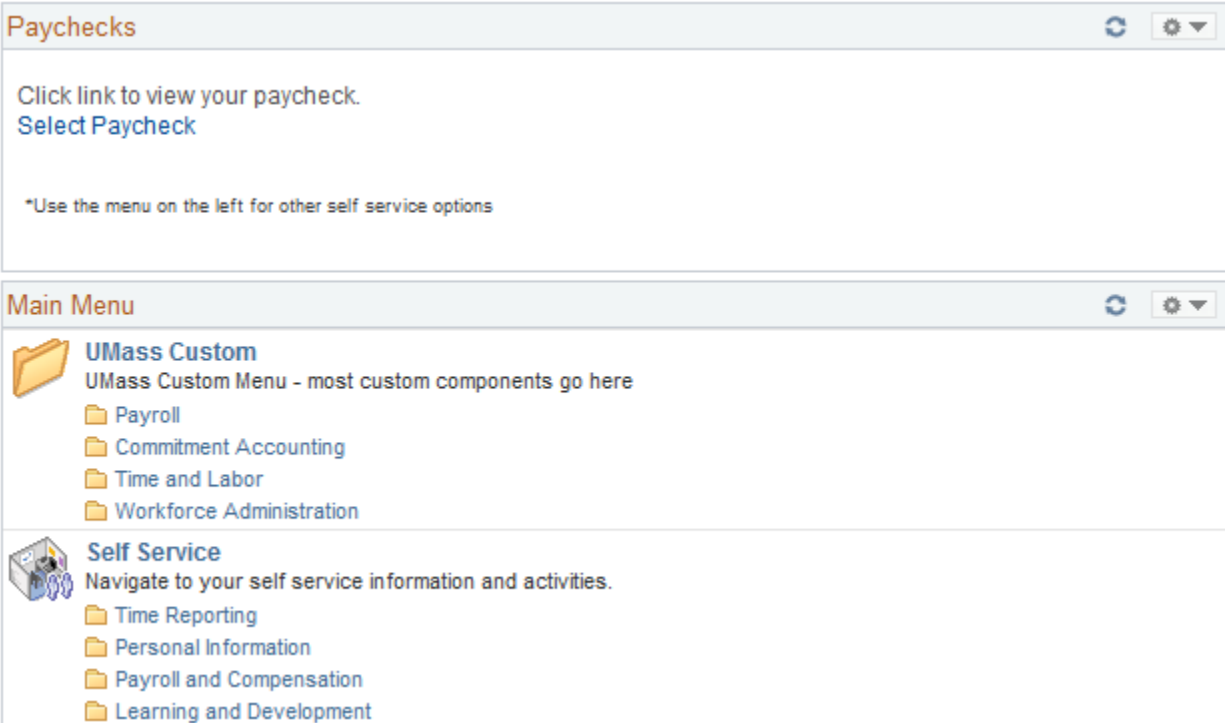 Paychecks
Click link to view your paycheck.
Select Paycheck
*Use the menu on the left for other self service options
Main Menu
UMass Custom
UMass Custom Menu - most custom components go here
Payroll
Commitment Accounting
Time and Labor
Workforce Administration
Self Service
Navigate to your self service information and activities.
Time Reporting
Personal Information
Payroll and Compensation
Learning and Development